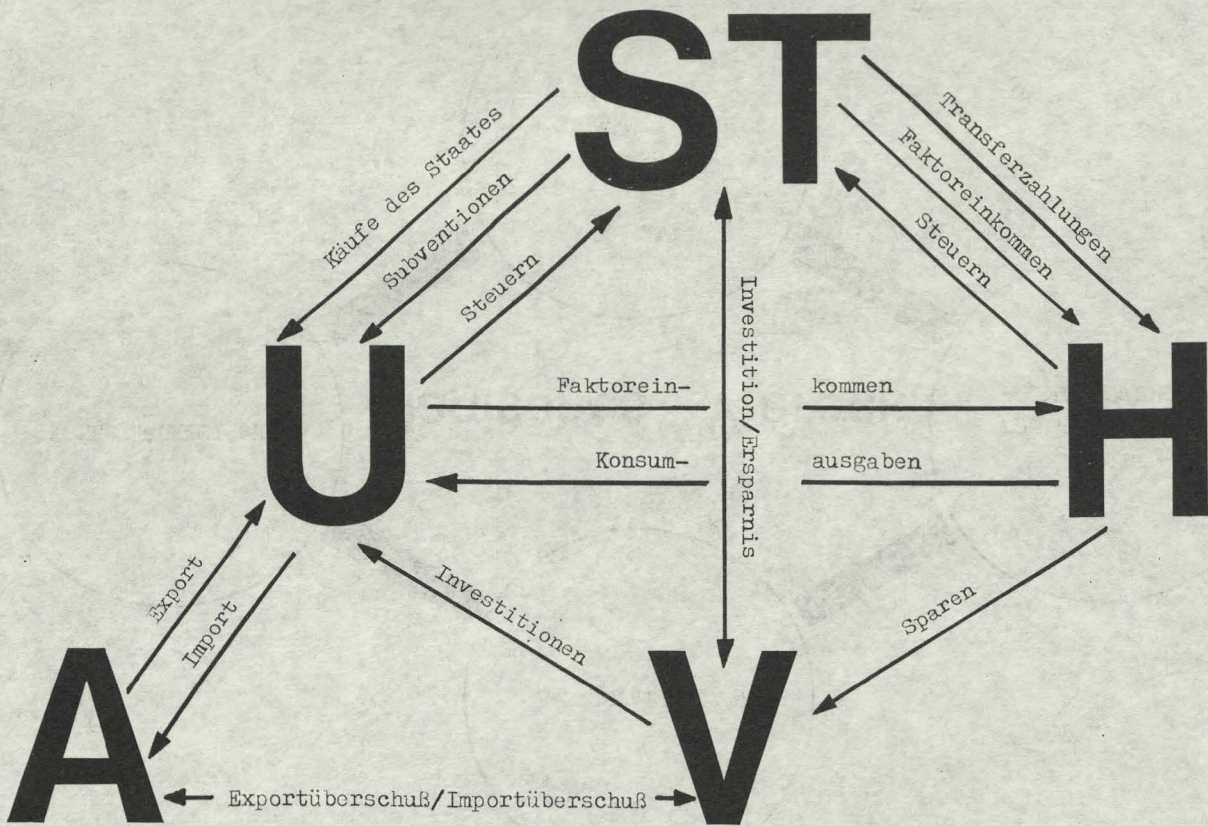 ST
Käufe des Staates
Subventionen
Steuern
Transferzahlungen
Faktoreinkommen
Steuern
Investition/Ersparnis
U
H
Faktorein-
kommen
Konsum-
ausgaben
Export
Import
Investitionen
Sparen
A
V
Exportüberschuß/Importüberschuß